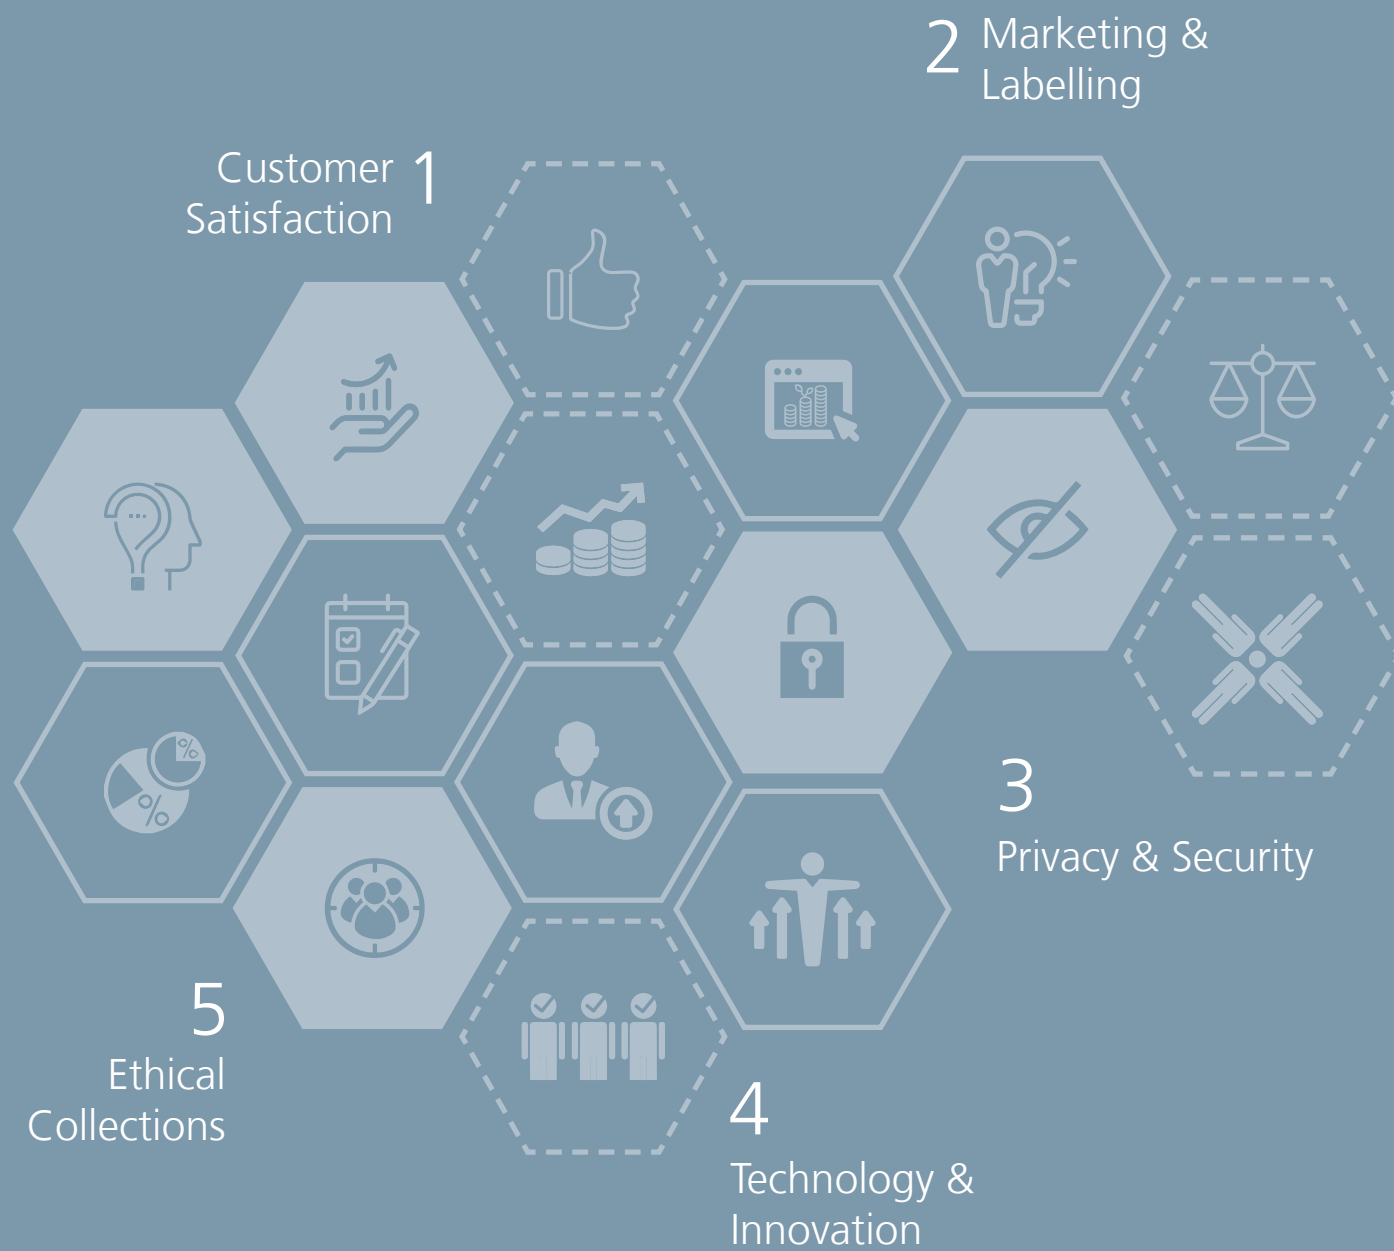 1
Customer
Satisfaction
2
Marketing &
Labelling
3
Privacy & Security
4
Technology &
Innovation
5
Ethical
Collections
%
%